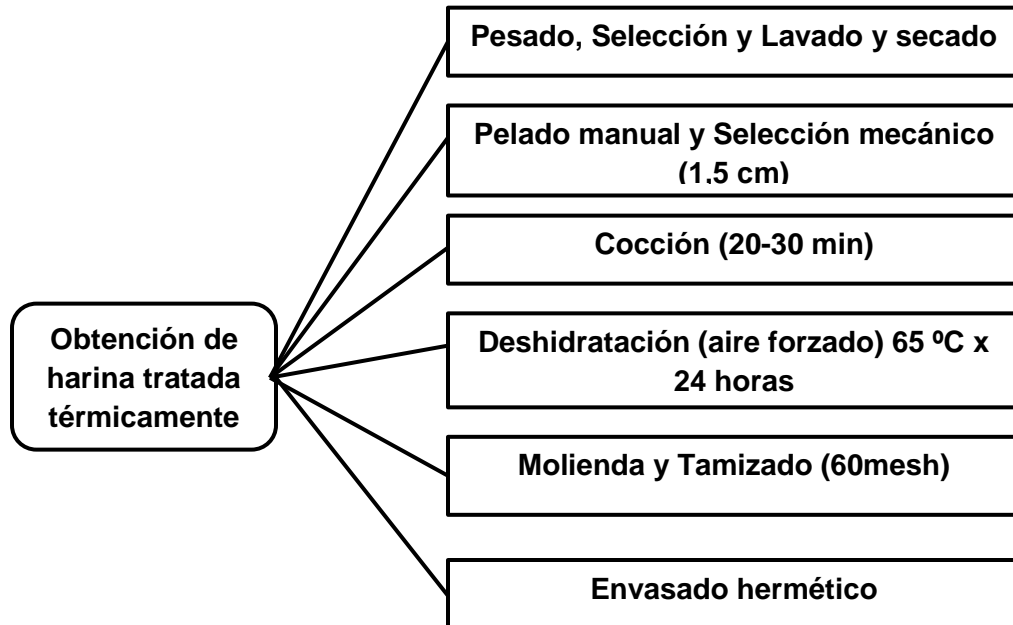 Pesado, Selección y Lavado y secado
Pelado manual y Selección mecánico
(1,5 cm)
Cocción (20-30 min)
Obtención de
harina tratada
térmicamente
Deshidratación (aire forzado) 65 ºC x
24 horas
Molienda y Tamizado (60mesh)
Envasado hermético